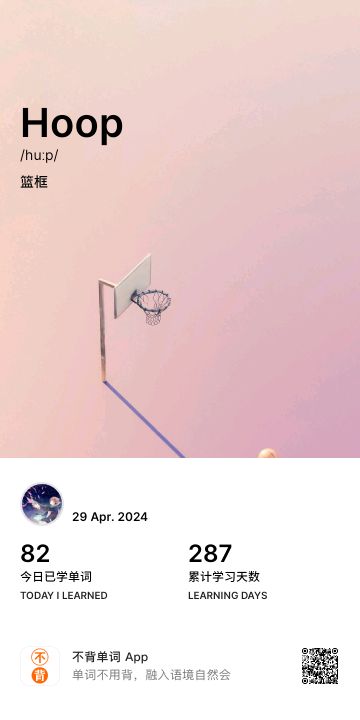 Hoop
/huːp/
篮框
29 Apr. 2024
82
今日已学单词
TODAY I LEARNED
287
累计学习天数
LEARNING DAYS
不
背
不背单词 App
单词不用背，融入语境自然会